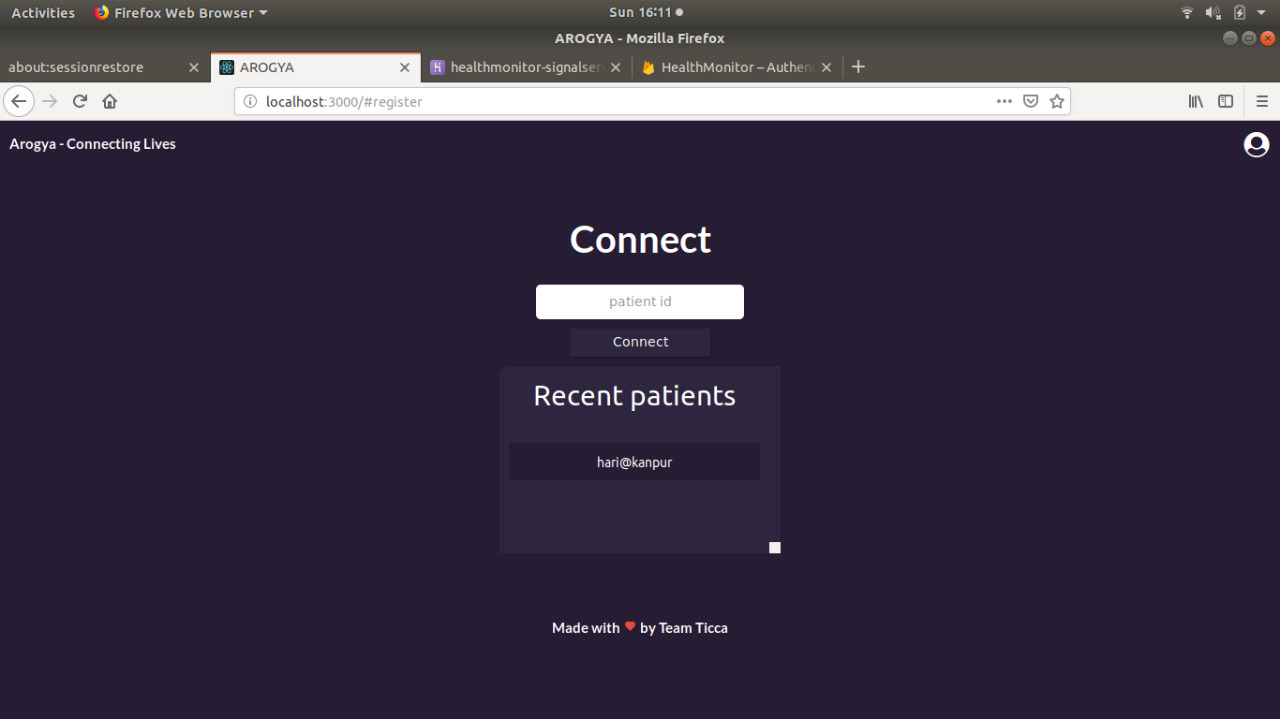 Activities Firefox Web Browser Sun 16:11
AROGYA - Mozilla Firefox
about:sessionrestore AROGYA healthmonitor-signalser HealthMonitor – Authent
localhost:3000/#register
Arogya - Connecting Lives
Connect
patient id
Connect
Recent patients
hari@kanpur
Made with by Team Ticca